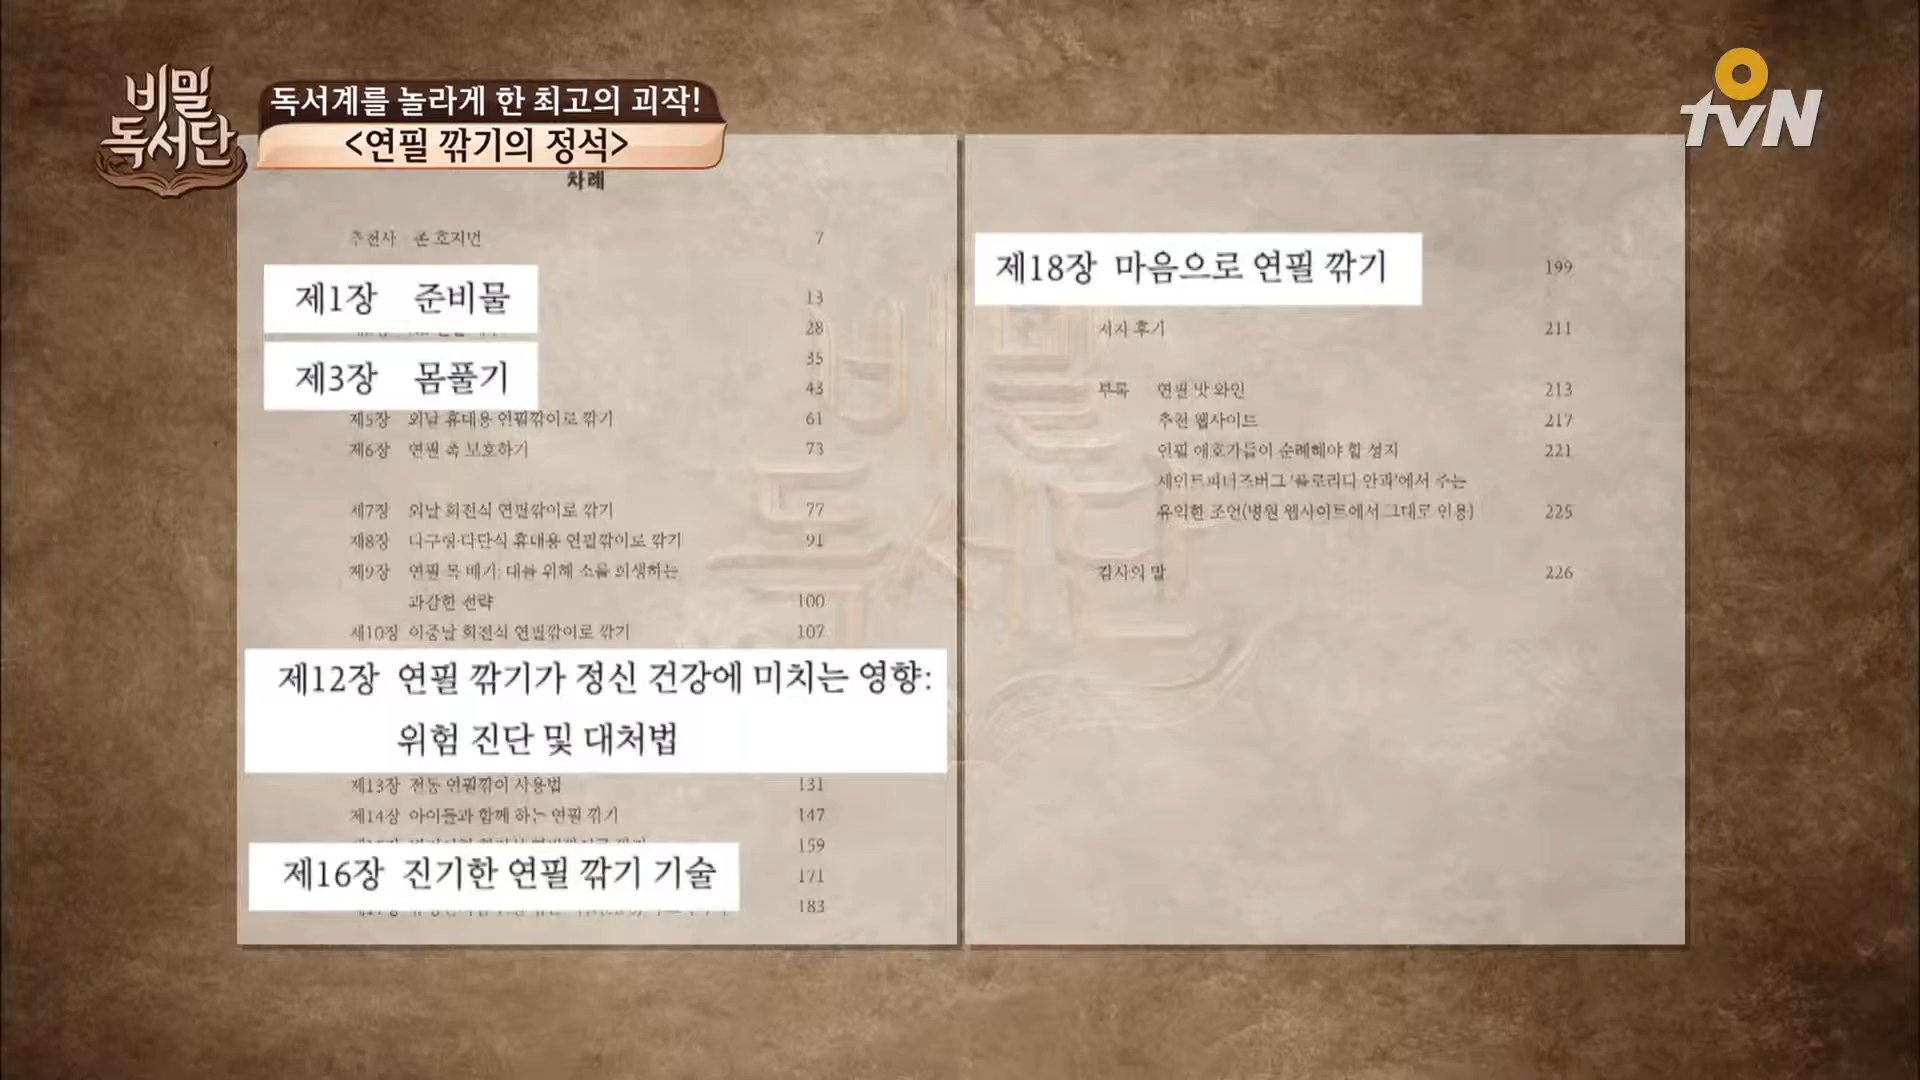 비밀
독서단
독서계를 놀라게 한 최고의 괴작!
<연필 깎기의 정석>
tvN
차례
추천사 존 호지먼 7
제1장 준비물 13
28
제3장 몸풀기 35
43
제5장 외날 휴대용 연필깎이로 깎기 61
제6장 연필 촉 보호하기 73
제7장 외날 회전식 연필깎이로 깎기 77
제8장 다구형·다단식 휴대용 연필깎이로 깎기 91
제9장 연필 목 베기: 대를 위해 소를 희생하는
과감한 전략 100
제10장 이중날 회전식 연필깎이로 깎기 107
제12장 연필 깎기가 정신 건강에 미치는 영향:
위험 진단 및 대처법
제13장 전동 연필깎이 사용법 131
제14장 아이들과 함께 하는 연필 깎기 147
159
제16장 진기한 연필 깎기 기술 171
183
제18장 마음으로 연필 깎기 199
저자 후기 211
부록 연필 맛 와인 213
추천 웹사이트 217
연필 애호가들이 순례해야 할 성지 221
세인트피터즈버그 '플로리다 안과'에서 주는
유익한 조언(병원 웹사이트에서 그대로 인용) 225
감사의 말 226
비밀
독서단